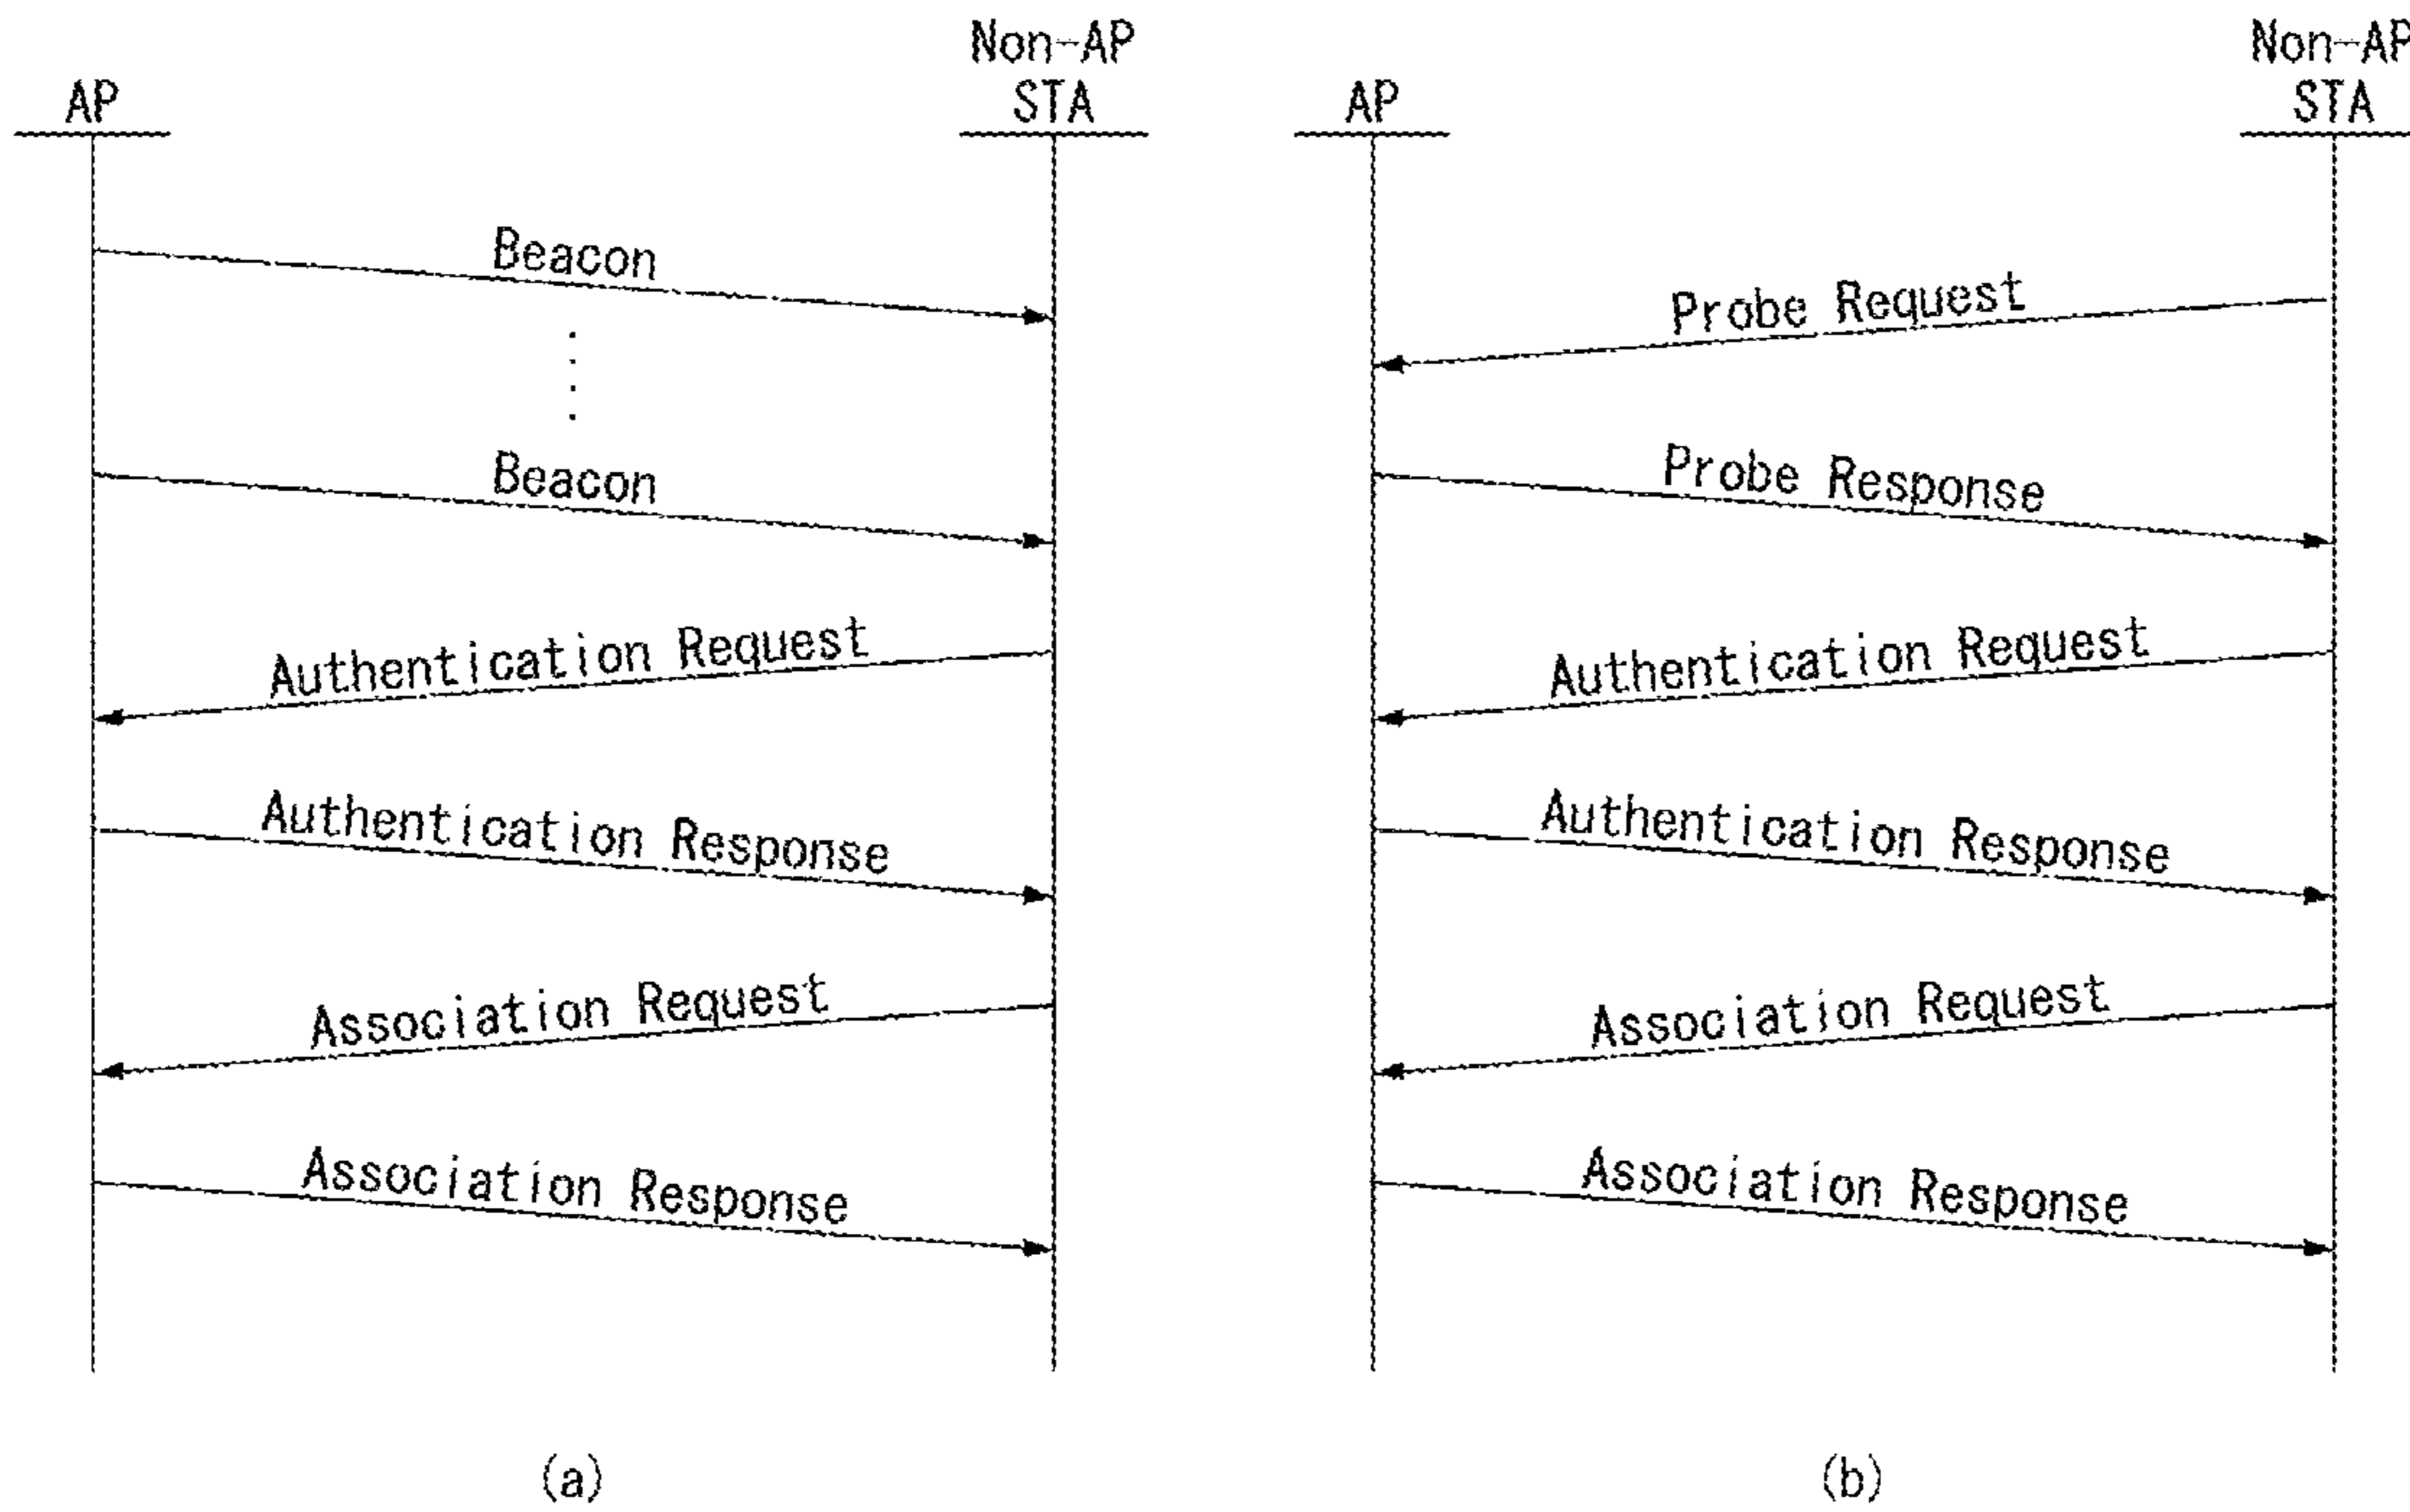 AP
Non-AP
STA
Beacon
Beacon
Authentication Request
Authentication Response
Association Request
Association Response
(a)
AP
Non-AP
STA
Probe Request
Probe Response
Authentication Request
Authentication Response
Association Request
Association Response
(b)